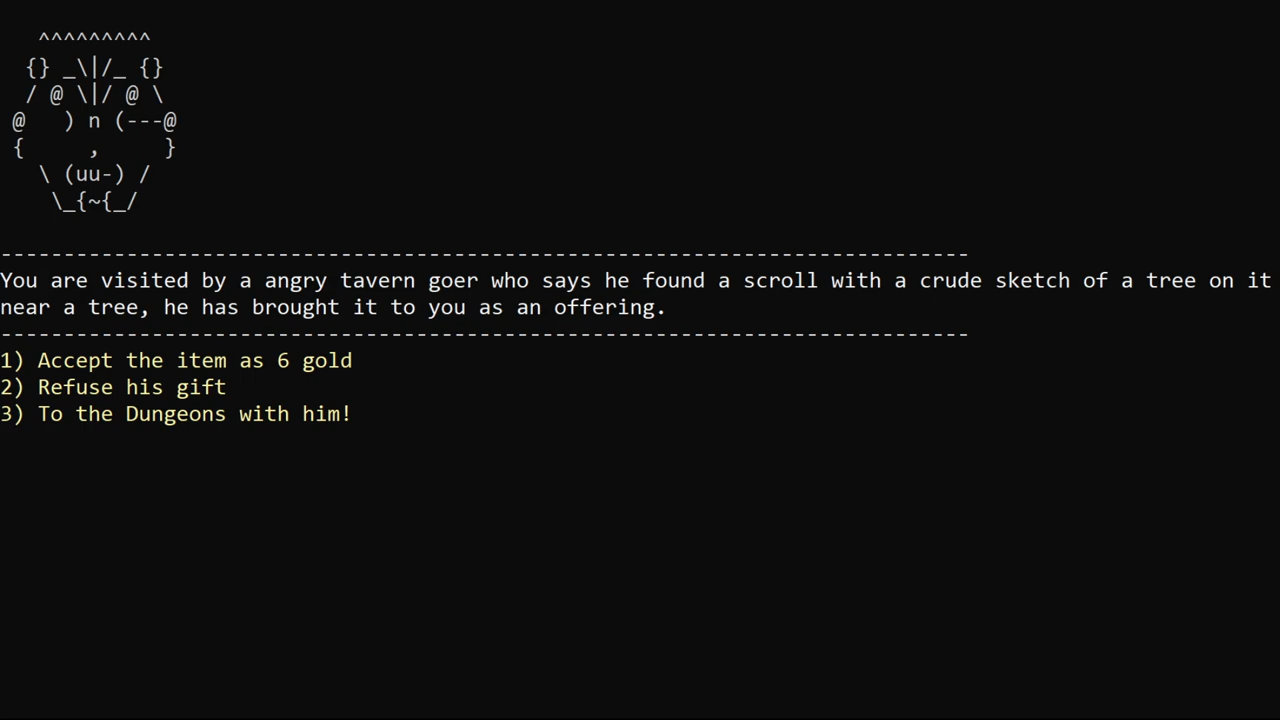 ^^^^^^^^^
  {} _\|/_ {}
  / @ \|/ @ \
 @   ) n (---@
 {     ,     }
   \ (uu-) /
    \_{~{_/
-----------------------------------------------------------------------------
You are visited by a angry tavern goer who says he found a scroll with a crude sketch of a tree on it
near a tree, he has brought it to you as an offering.
-----------------------------------------------------------------------------
1) Accept the item as 6 gold
2) Refuse his gift
3) To the Dungeons with him!